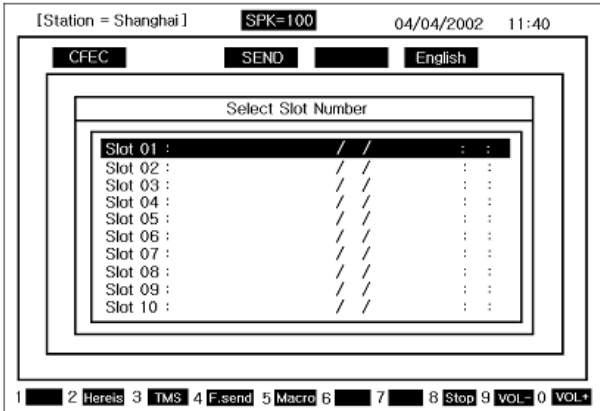 [Station = Shanghai] SPK=100 04/04/2002 11:40
CFEC SEND English
Select Slot Number
Slot 01 : / / : :
Slot 02 : / / : :
Slot 03 : / / : :
Slot 04 : / / : :
Slot 05 : / / : :
Slot 06 : / / : :
Slot 07 : / / : :
Slot 08 : / / : :
Slot 09 : / / : :
Slot 10 : / / : :
1 2 Hereis 3 TMS 4 F.send 5 Macro 6 7 8 Stop 9 VOL- 0 VOL+